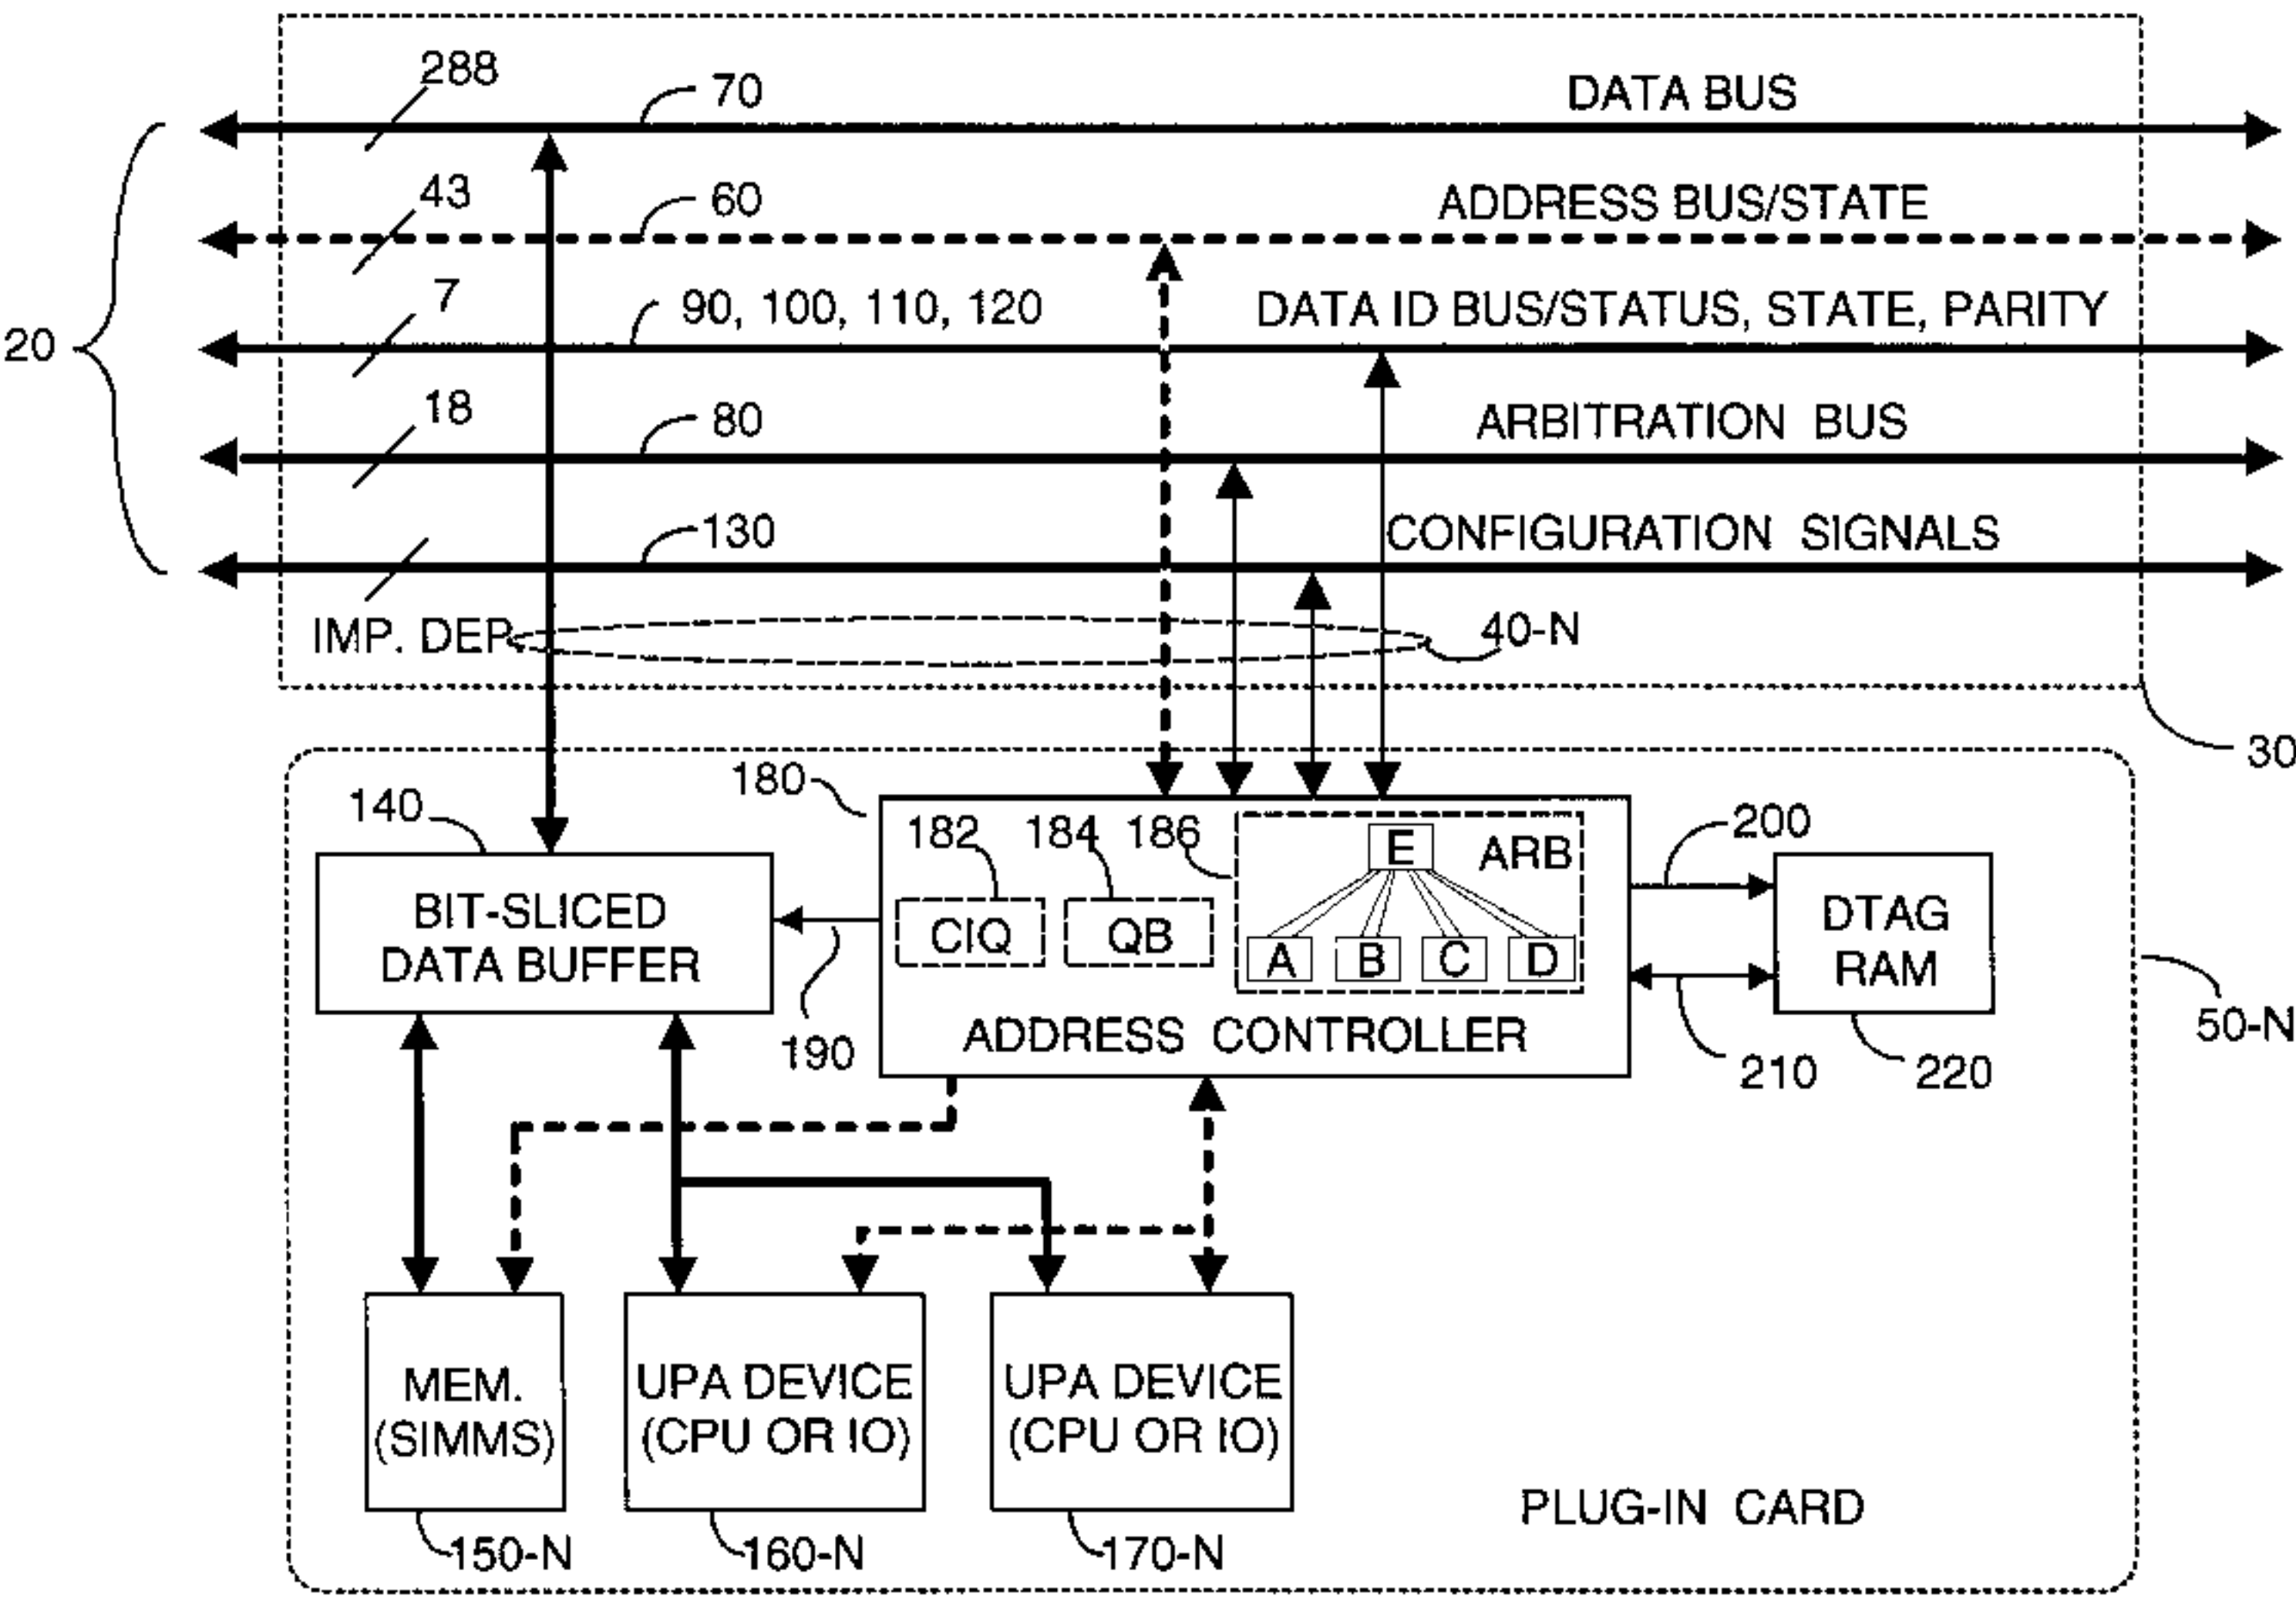 288
70
DATA BUS
43
60
ADDRESS BUS/STATE
7
90, 100, 110, 120
DATA ID BUS/STATUS, STATE, PARITY
20
18
80
ARBITRATION BUS
130
CONFIGURATION SIGNALS
IMP. DEP.
40-N
30
180
140
182
184
186
E
ARB
200
BIT-SLICED
DATA BUFFER
CIQ
QB
A
B
C
D
DTAG
RAM
190
ADDRESS CONTROLLER
210
220
50-N
MEM.
(SIMMS)
UPA DEVICE
(CPU OR IO)
UPA DEVICE
(CPU OR IO)
PLUG-IN CARD
150-N
160-N
170-N